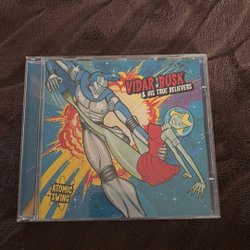 VIDAR BUSK
& HIS TRUE BELIEVERS
ATOMIC
SWING